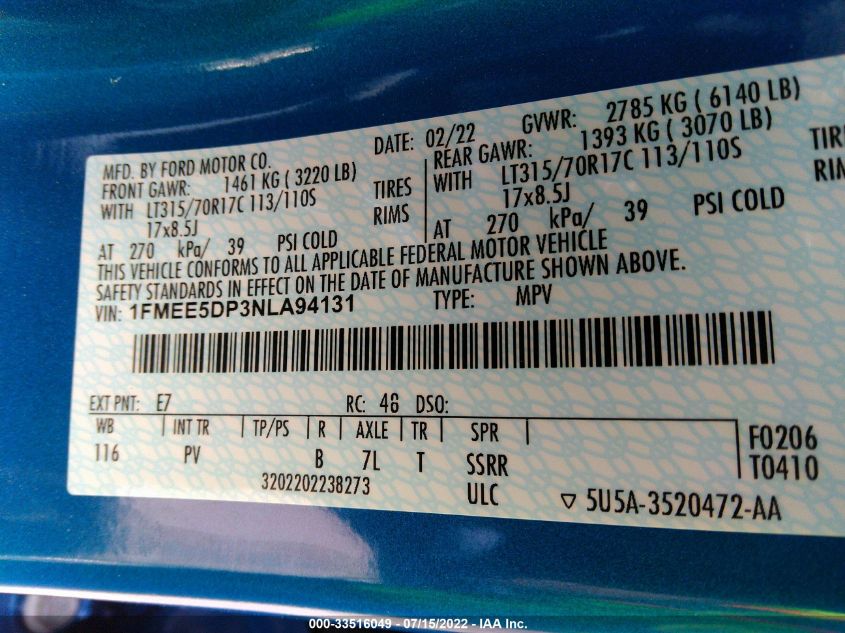 MFD. BY FORD MOTOR CO. DATE: 02/22 GVWR: 2785 KG ( 6140 LB)
FRONT GAWR: 1461 KG ( 3220 LB) REAR GAWR: 1393 KG ( 3070 LB)
WITH LT315/70R17C 113/110S TIRES WITH LT315/70R17C 113/110S TIRE
17x8.5J RIMS 17x8.5J RIM
AT 270 kPa/ 39 PSI COLD AT 270 kPa/ 39 PSI COLD
THIS VEHICLE CONFORMS TO ALL APPLICABLE FEDERAL MOTOR VEHICLE
SAFETY STANDARDS IN EFFECT ON THE DATE OF MANUFACTURE SHOWN ABOVE.
VIN: 1FMEE5DP3NLA94131 TYPE: MPV
EXT PNT: E7 RC: 46 DSO:
WB INT TR TP/PS R AXLE TR SPR F0206
116 PV B 7L T SSRR T0410
3202202238273 ULC 5U5A-3520472-AA
000-33516049 - 07/15/2022 - IAA Inc.